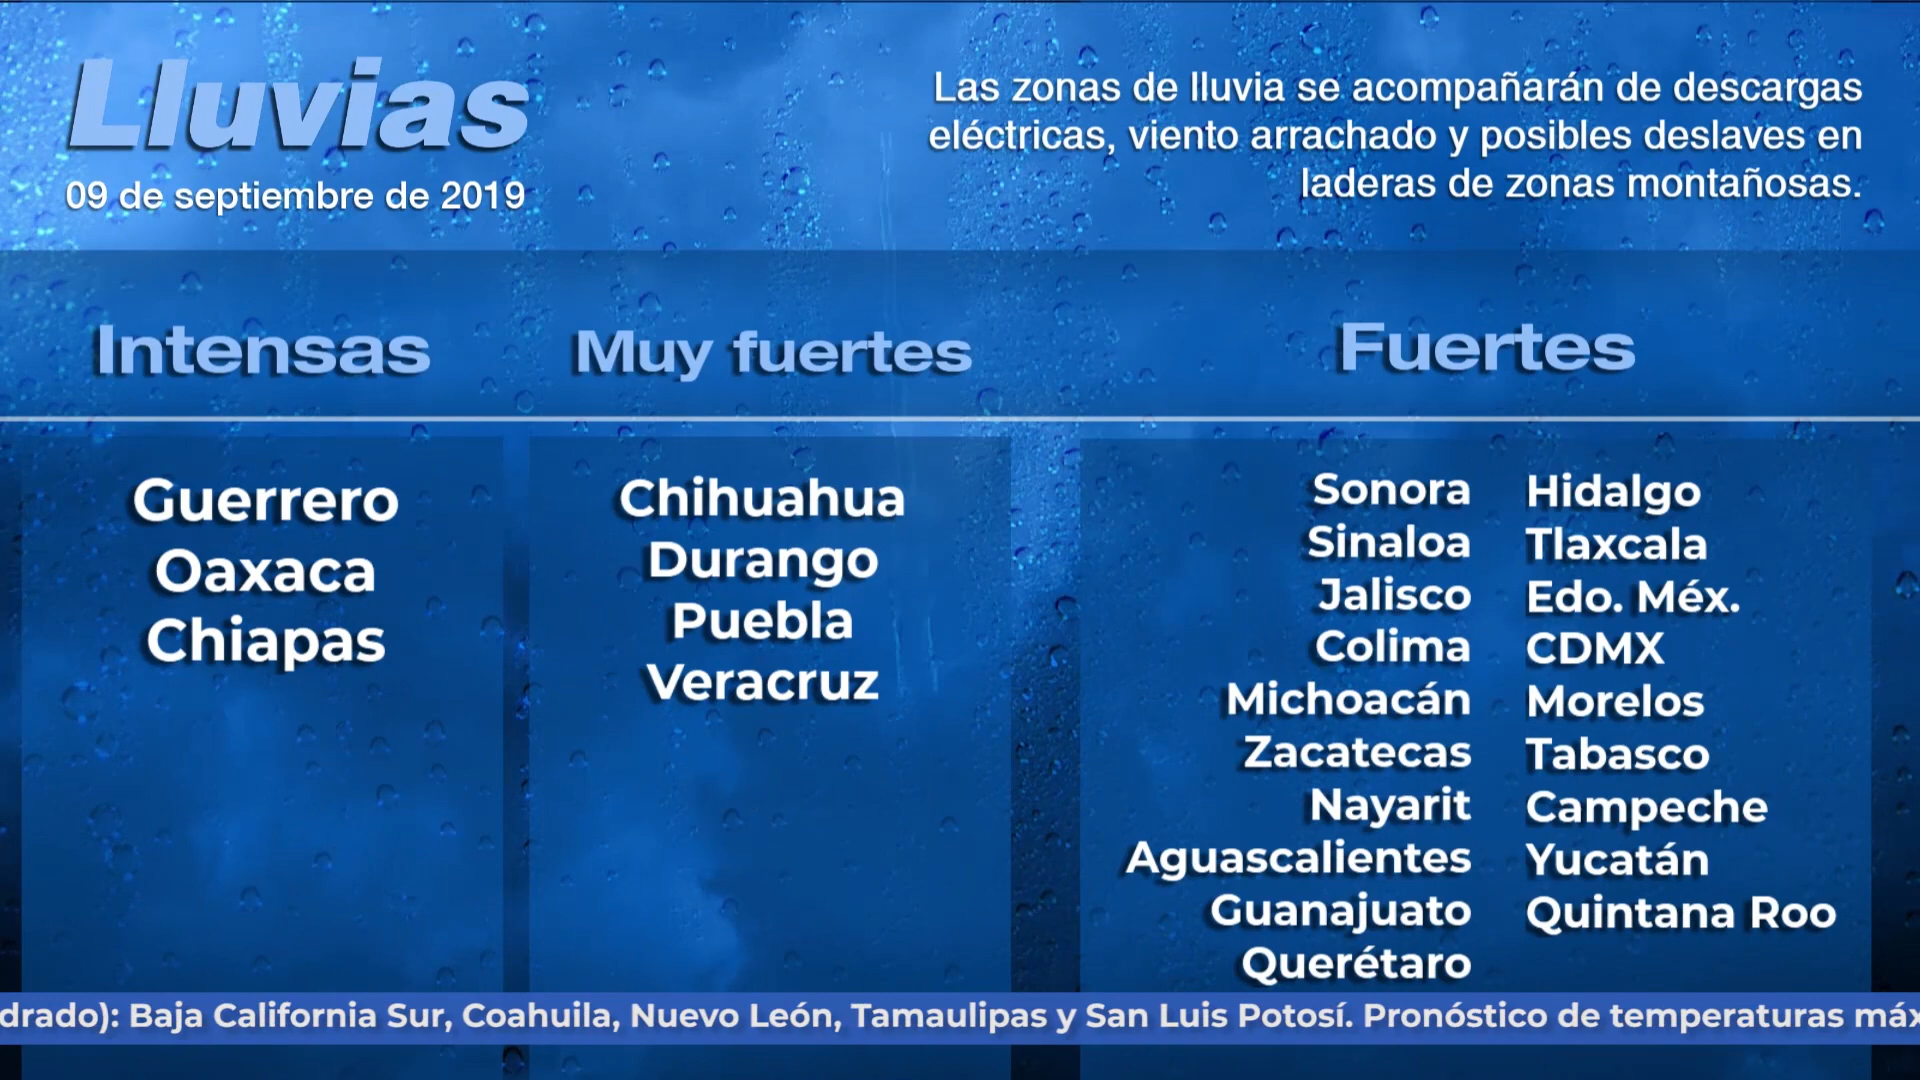 Lluvias
09 de septiembre de 2019
Las zonas de lluvia se acompañarán de descargas
eléctricas, viento arrachado y posibles deslaves en
laderas de zonas montañosas.
Intensas
Guerrero
Oaxaca
Chiapas
Muy fuertes
Chihuahua
Durango
Puebla
Veracruz
Fuertes
Sonora
Sinaloa
Jalisco
Colima
Michoacán
Zacatecas
Nayarit
Aguascalientes
Guanajuato
Querétaro
Hidalgo
Tlaxcala
Edo. Méx.
CDMX
Morelos
Tabasco
Campeche
Yucatán
Quintana Roo
drado): Baja California Sur, Coahuila, Nuevo León, Tamaulipas y San Luis Potosí. Pronóstico de temperaturas máx